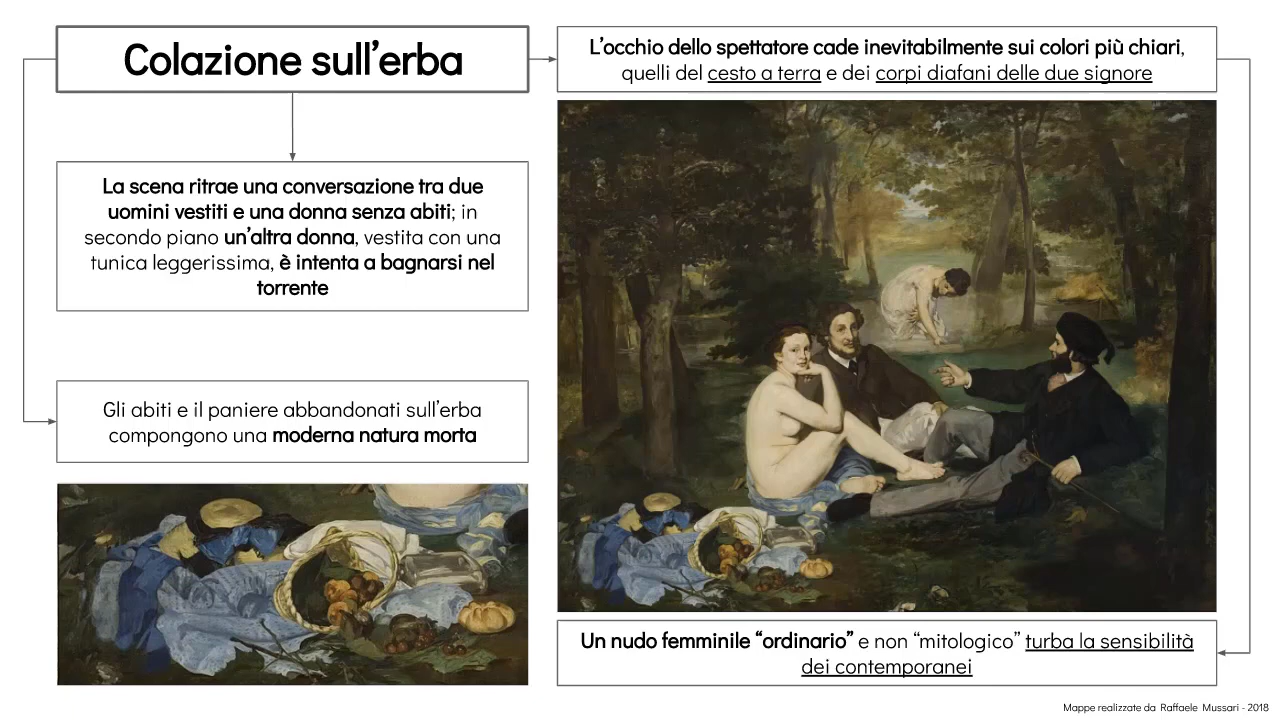 Colazione sull'erba
L'occhio dello spettatore cade inevitabilmente sui colori più chiari,
quelli del cesto a terra e dei corpi diafani delle due signore
La scena ritrae una conversazione tra due
uomini vestiti e una donna senza abiti; in
secondo piano un'altra donna, vestita con una
tunica leggerissima, è intenta a bagnarsi nel
torrente
Gli abiti e il paniere abbandonati sull'erba
compongono una moderna natura morta
Un nudo femminile “ordinario” e non “mitologico” turba la sensibilità
dei contemporanei
Mappe realizzate da Raffaele Mussari - 2018